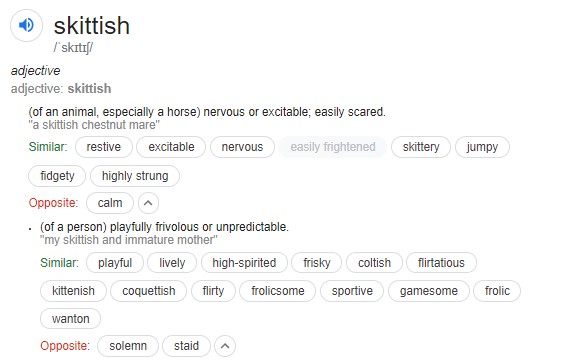 skittish
/ˈskɪtɪʃ/
adjective
adjective: skittish
(of an animal, especially a horse) nervous or excitable; easily scared.
"a skittish chestnut mare"
Similar: restive excitable nervous easily frightened skittery jumpy
fidgety highly strung
Opposite: calm
• (of a person) playfully frivolous or unpredictable.
"my skittish and immature mother"
Similar: playful lively high-spirited frisky coltish flirtatious
kittenish coquettish flirty frolicsome sportive gamesome frolic
wanton
Opposite: solemn staid